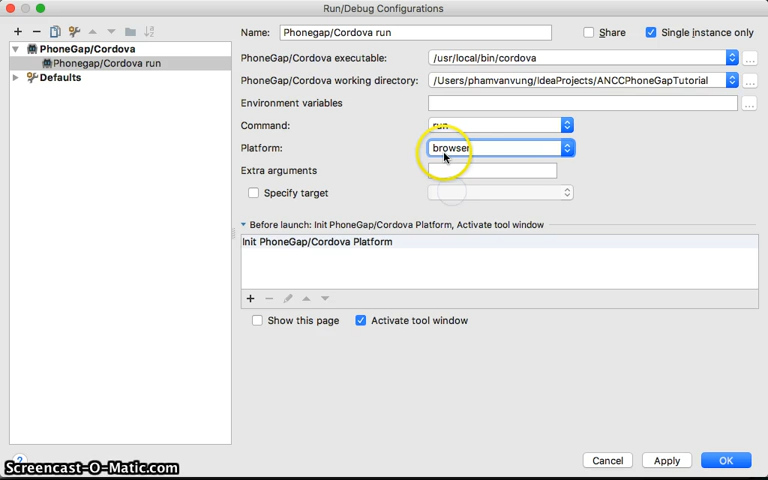 Run/Debug Configurations
Name: Phonegap/Cordova run Share Single instance only
PhoneGap/Cordova
Phonegap/Cordova run
Defaults
PhoneGap/Cordova executable: /usr/local/bin/cordova
PhoneGap/Cordova working directory: /Users/phamvanvung/IdeaProjects/ANCCPhoneGapTutorial
Environment variables
Command: run
Platform: browser
Extra arguments
Specify target
Before launch: Init PhoneGap/Cordova Platform, Activate tool window
Init PhoneGap/Cordova Platform
Show this page Activate tool window
? Cancel Apply OK
Screencast-O-Matic.com